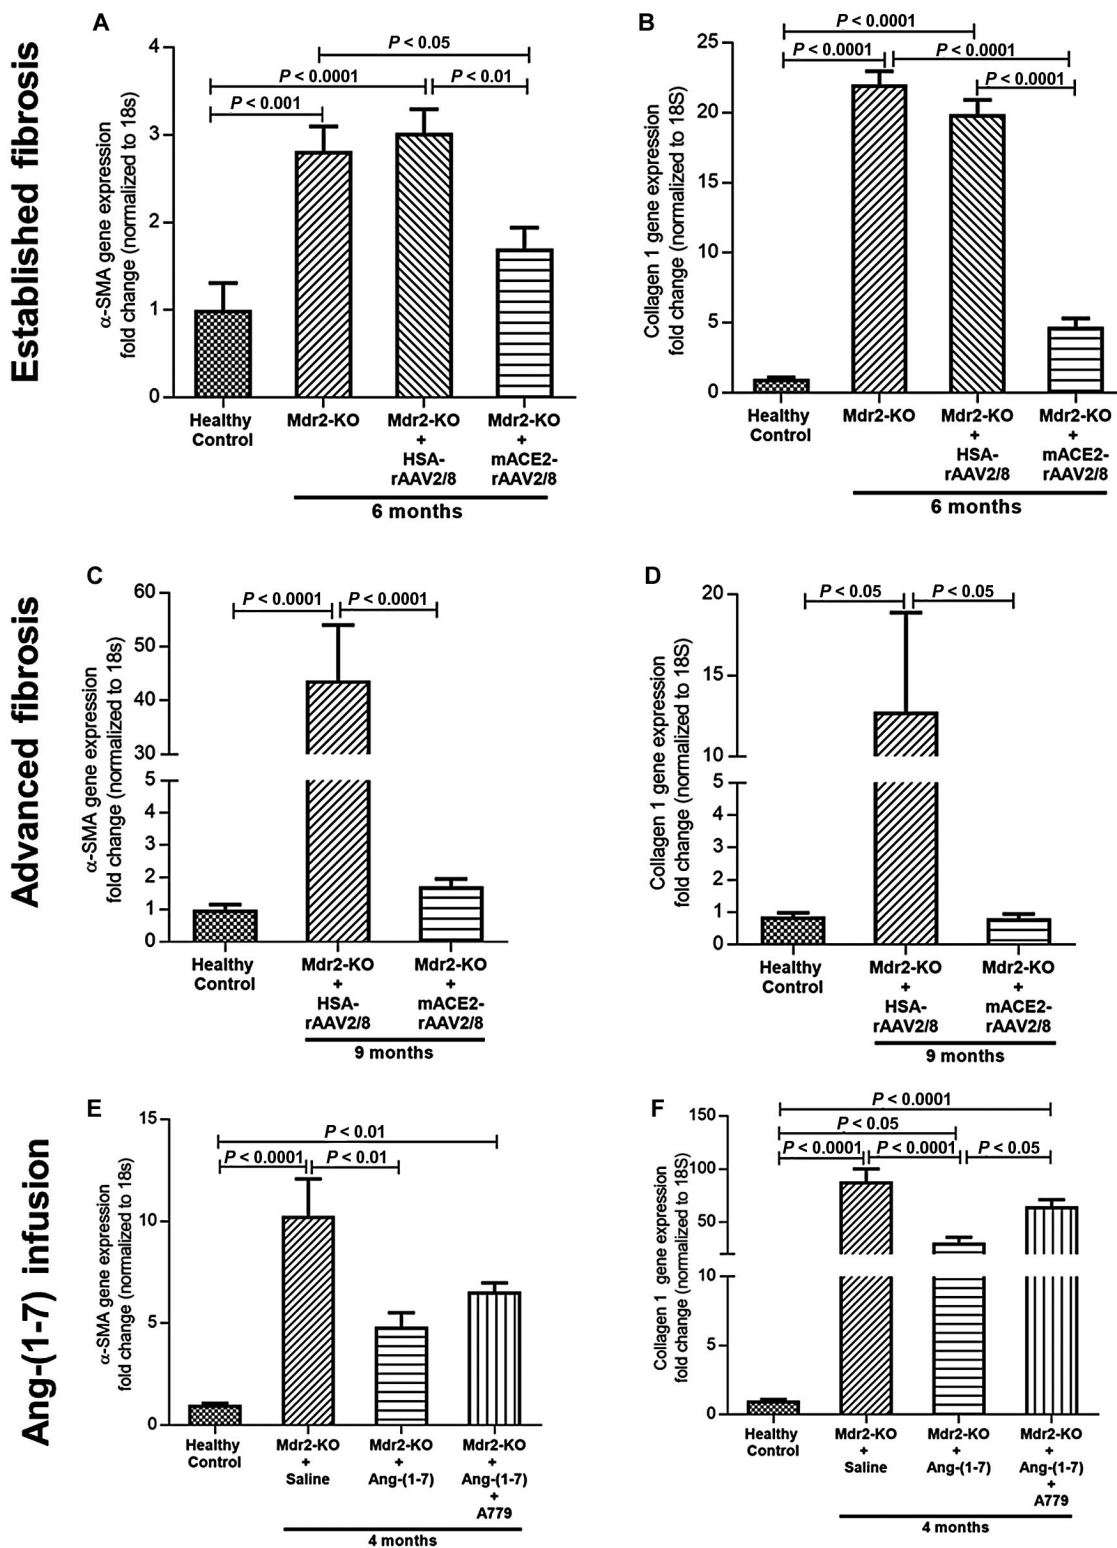 Established fibrosis
A
α-SMA gene expression
fold change (normalized to 18s)
4
3
2
1
0
P < 0.05
P < 0.0001
P < 0.01
P < 0.001
Healthy
Control
Mdr2-KO
Mdr2-KO
+
HSA-
rAAV2/8
Mdr2-KO
+
mACE2-
rAAV2/8
6 months
B
Collagen 1 gene expression
fold change (normalized to 18S)
25
20
15
10
5
0
P < 0.0001
P < 0.0001
P < 0.0001
P < 0.0001
Healthy
Control
Mdr2-KO
Mdr2-KO
+
HSA-
rAAV2/8
Mdr2-KO
+
mACE2-
rAAV2/8
6 months
Advanced fibrosis
C
α-SMA gene expression
fold change (normalized to 18s)
60
50
40
30
5
4
3
2
1
0
P < 0.0001
P < 0.0001
Healthy
Control
Mdr2-KO
+
HSA-
rAAV2/8
Mdr2-KO
+
mACE2-
rAAV2/8
9 months
D
Collagen 1 gene expression
fold change (normalized to 18S)
20
15
10
5
4
3
2
1
0
P < 0.05
P < 0.05
Healthy
Control
Mdr2-KO
+
HSA-
rAAV2/8
Mdr2-KO
+
mACE2-
rAAV2/8
9 months
Ang-(1-7) infusion
E
α-SMA gene expression
fold change (normalized to 18s)
15
10
5
0
P < 0.01
P < 0.0001
P < 0.01
Healthy
Control
Mdr2-KO
+
Saline
Mdr2-KO
+
Ang-(1-7)
Mdr2-KO
+
Ang-(1-7)
+
A779
4 months
F
Collagen 1 gene expression
fold change (normalized to 18S)
150
100
50
10
5
0
P < 0.0001
P < 0.05
P < 0.0001
P < 0.0001
P < 0.05
Healthy
Control
Mdr2-KO
+
Saline
Mdr2-KO
+
Ang-(1-7)
Mdr2-KO
+
Ang-(1-7)
+
A779
4 months